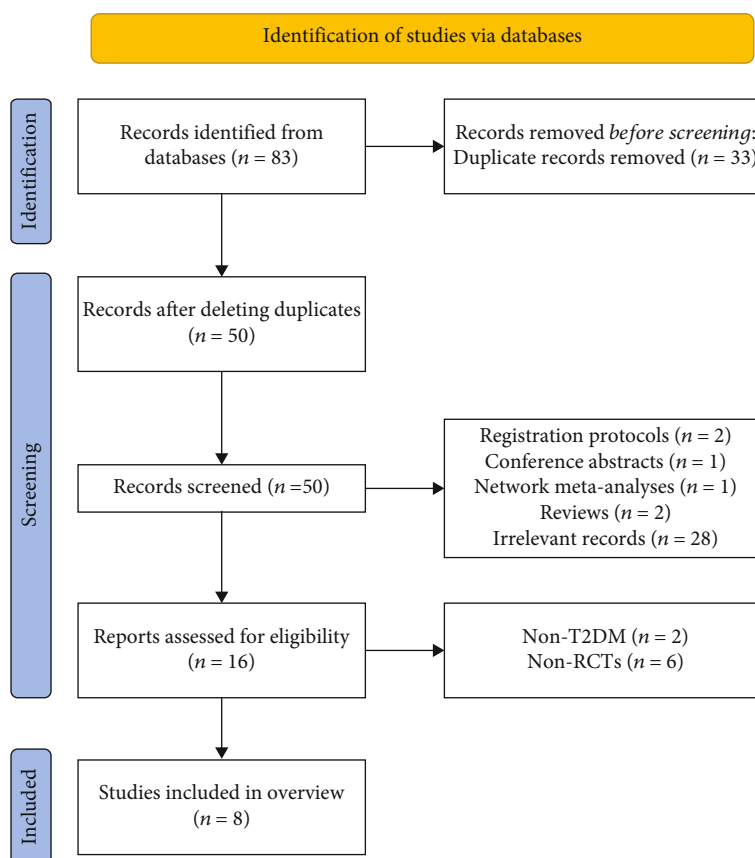 Identification of studies via databases
Identification
Records identified from
databases (n = 83)
Records removed before screening:
Duplicate records removed (n = 33)
Screening
Records after deleting duplicates
(n = 50)
Records screened (n =50)
Registration protocols (n = 2)
Conference abstracts (n = 1)
Network meta-analyses (n = 1)
Reviews (n = 2)
Irrelevant records (n = 28)
Reports assessed for eligibility
(n = 16)
Non-T2DM (n = 2)
Non-RCTs (n = 6)
Included
Studies included in overview
(n = 8)